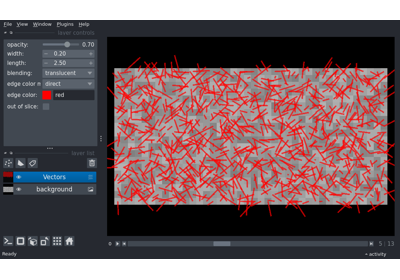 File View Window Plugins Help
layer controls
opacity: 0.70
width: 0.20
length: 2.50
blending: translucent
edge color n direct
edge color: red
out of slice:
layer list
Vectors
background
0 5 13
Ready activity